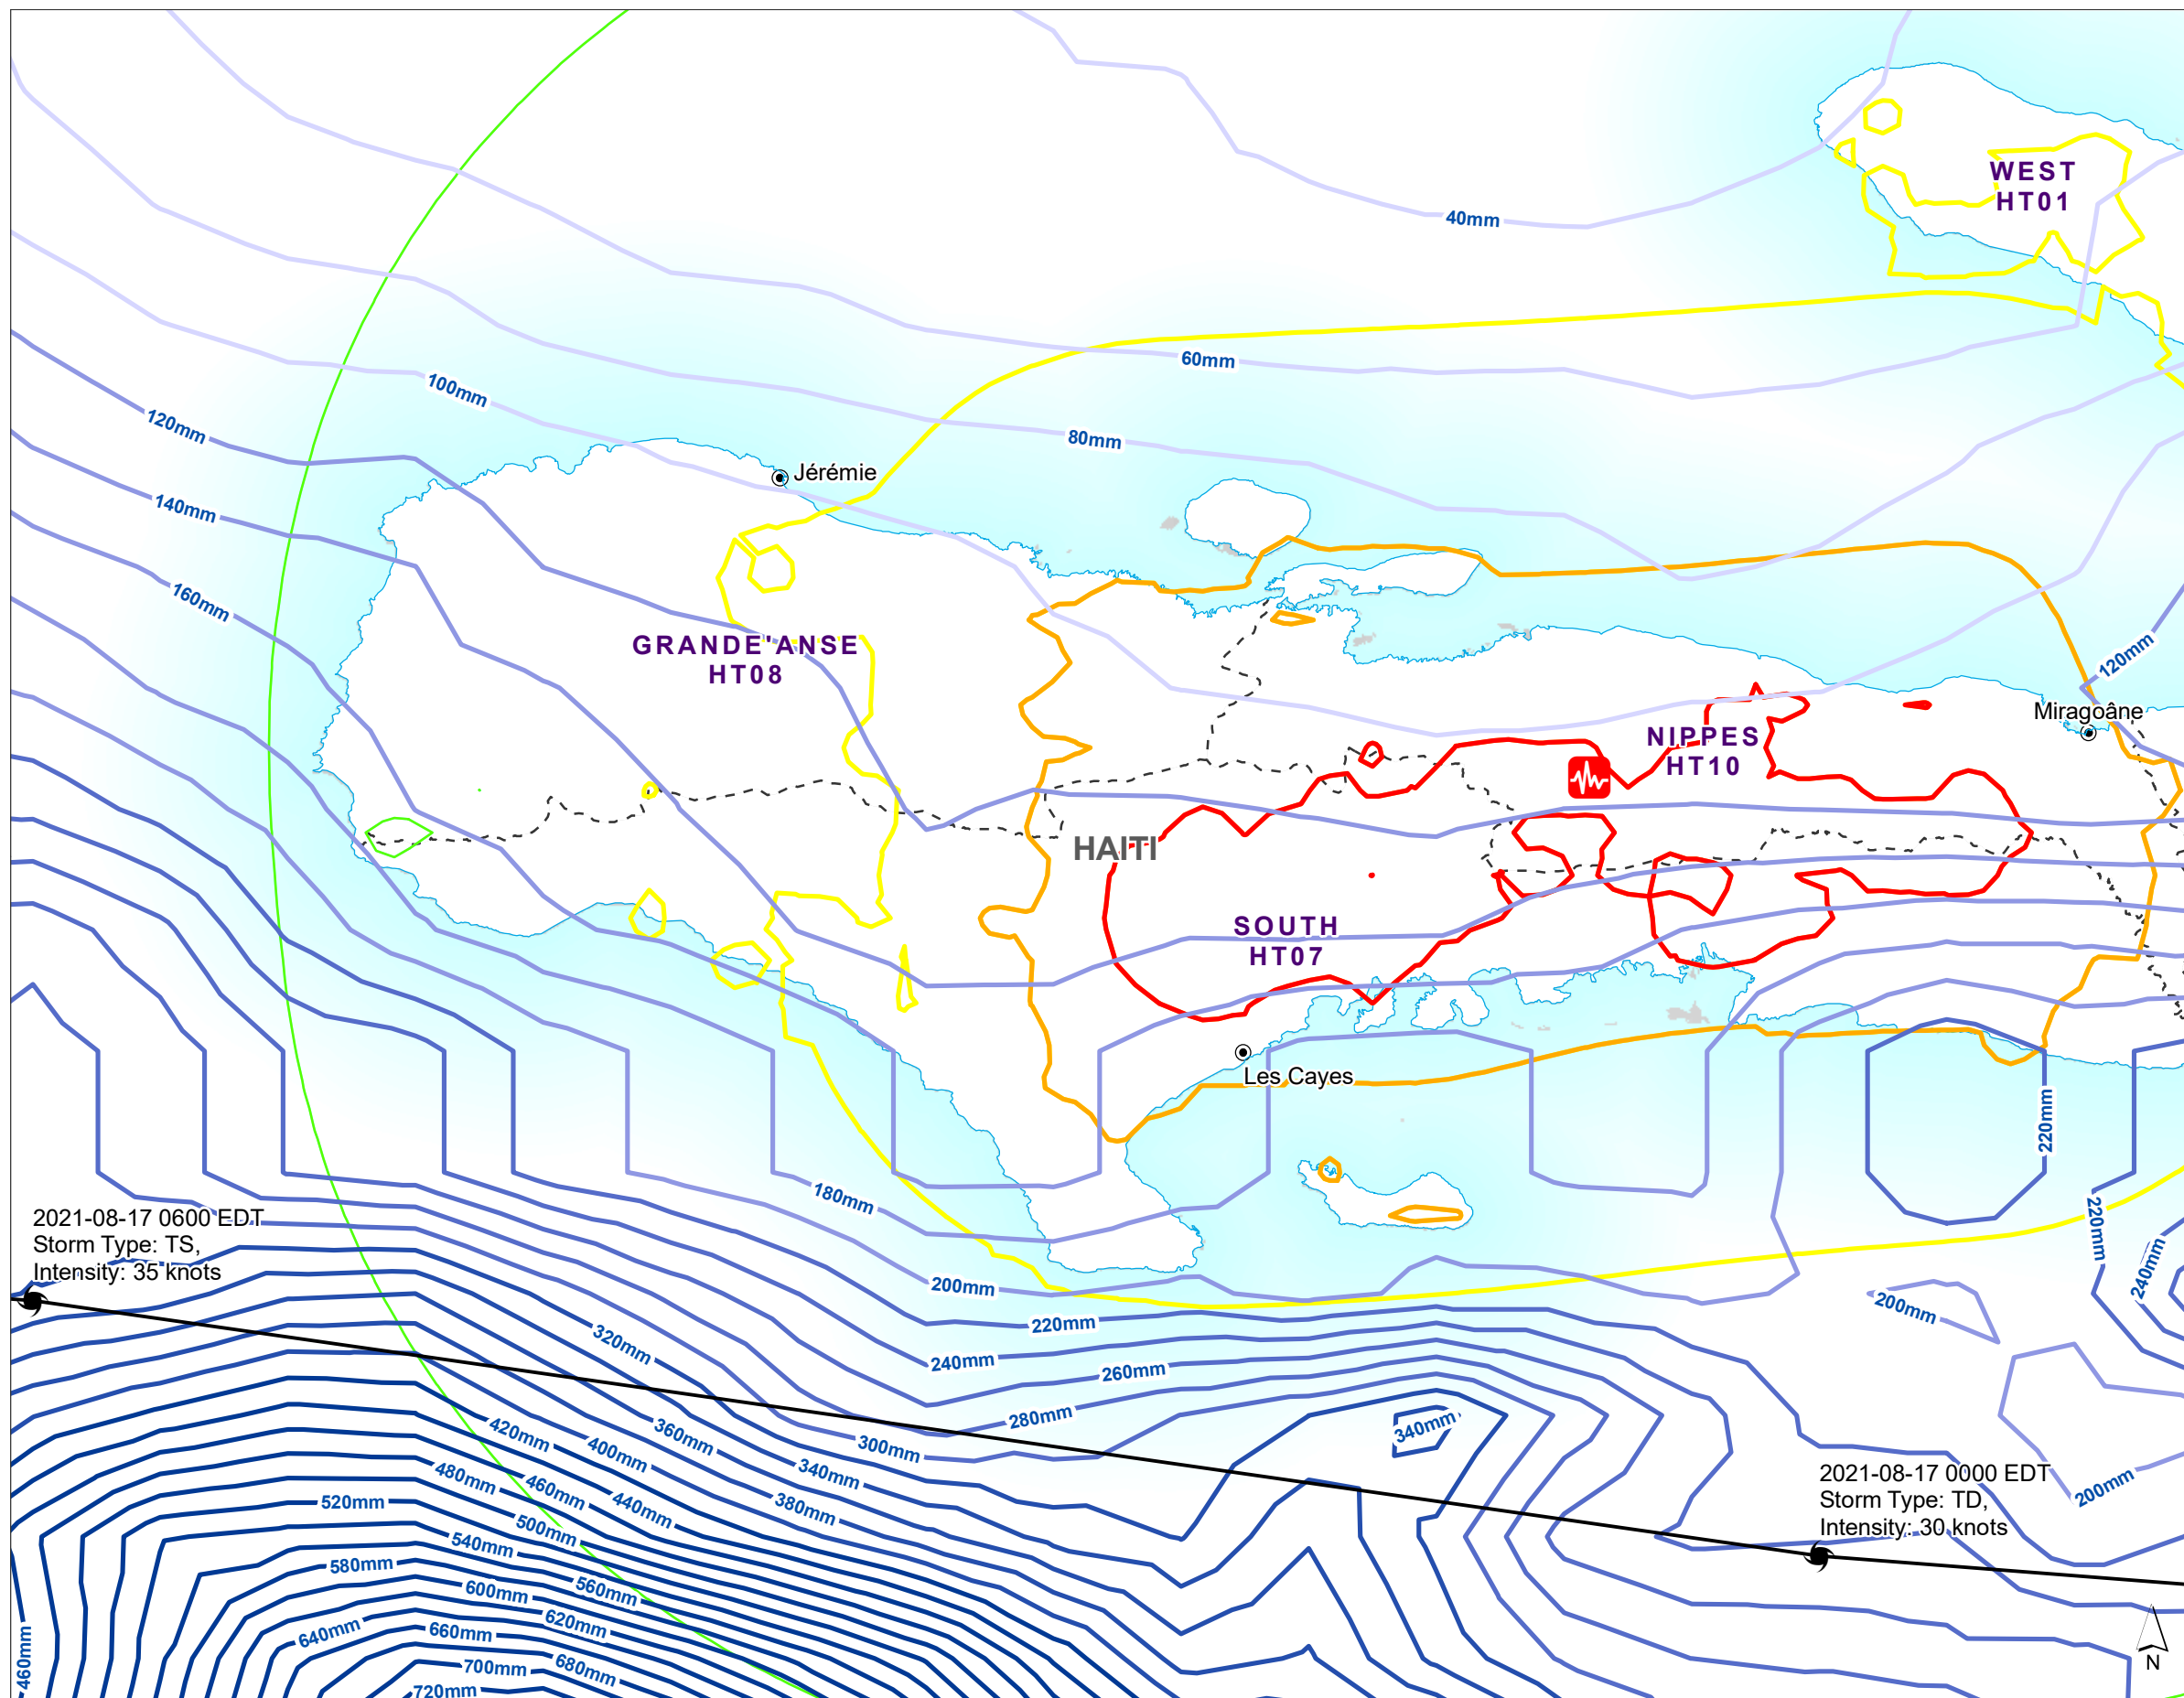 WEST
HT01
40mm
60mm
100mm
120mm
80mm
Jérémie
140mm
160mm
GRANDE'ANSE
HT08
120mm
Miragoâne
NIPPES
HT10
HAITI
SOUTH
HT07
Les Cayes
220mm
180mm
2021-08-17 0600 EDT
Storm Type: TS,
Intensity: 35 knots
220mm
240mm
200mm
200mm
220mm
320mm
240mm
260mm
280mm
340mm
420mm
400mm
360mm
300mm
340mm
2021-08-17 0000 EDT
Storm Type: TD,
Intensity: 30 knots
200mm
480mm
460mm
440mm
380mm
520mm
500mm
540mm
580mm
600mm
560mm
640mm
620mm
660mm
460mm
700mm
680mm
720mm
N